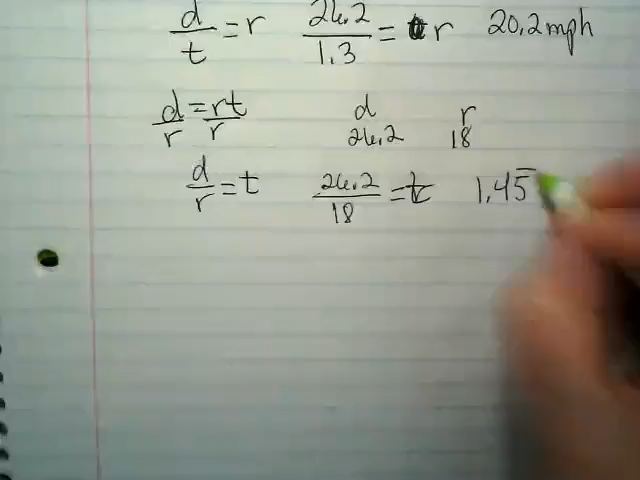 d/t = r 26.2/1.3 = r 20.2mph
d/r = rt/r d r
26.2 18
d/r = t 26.2/18 = t 1.45